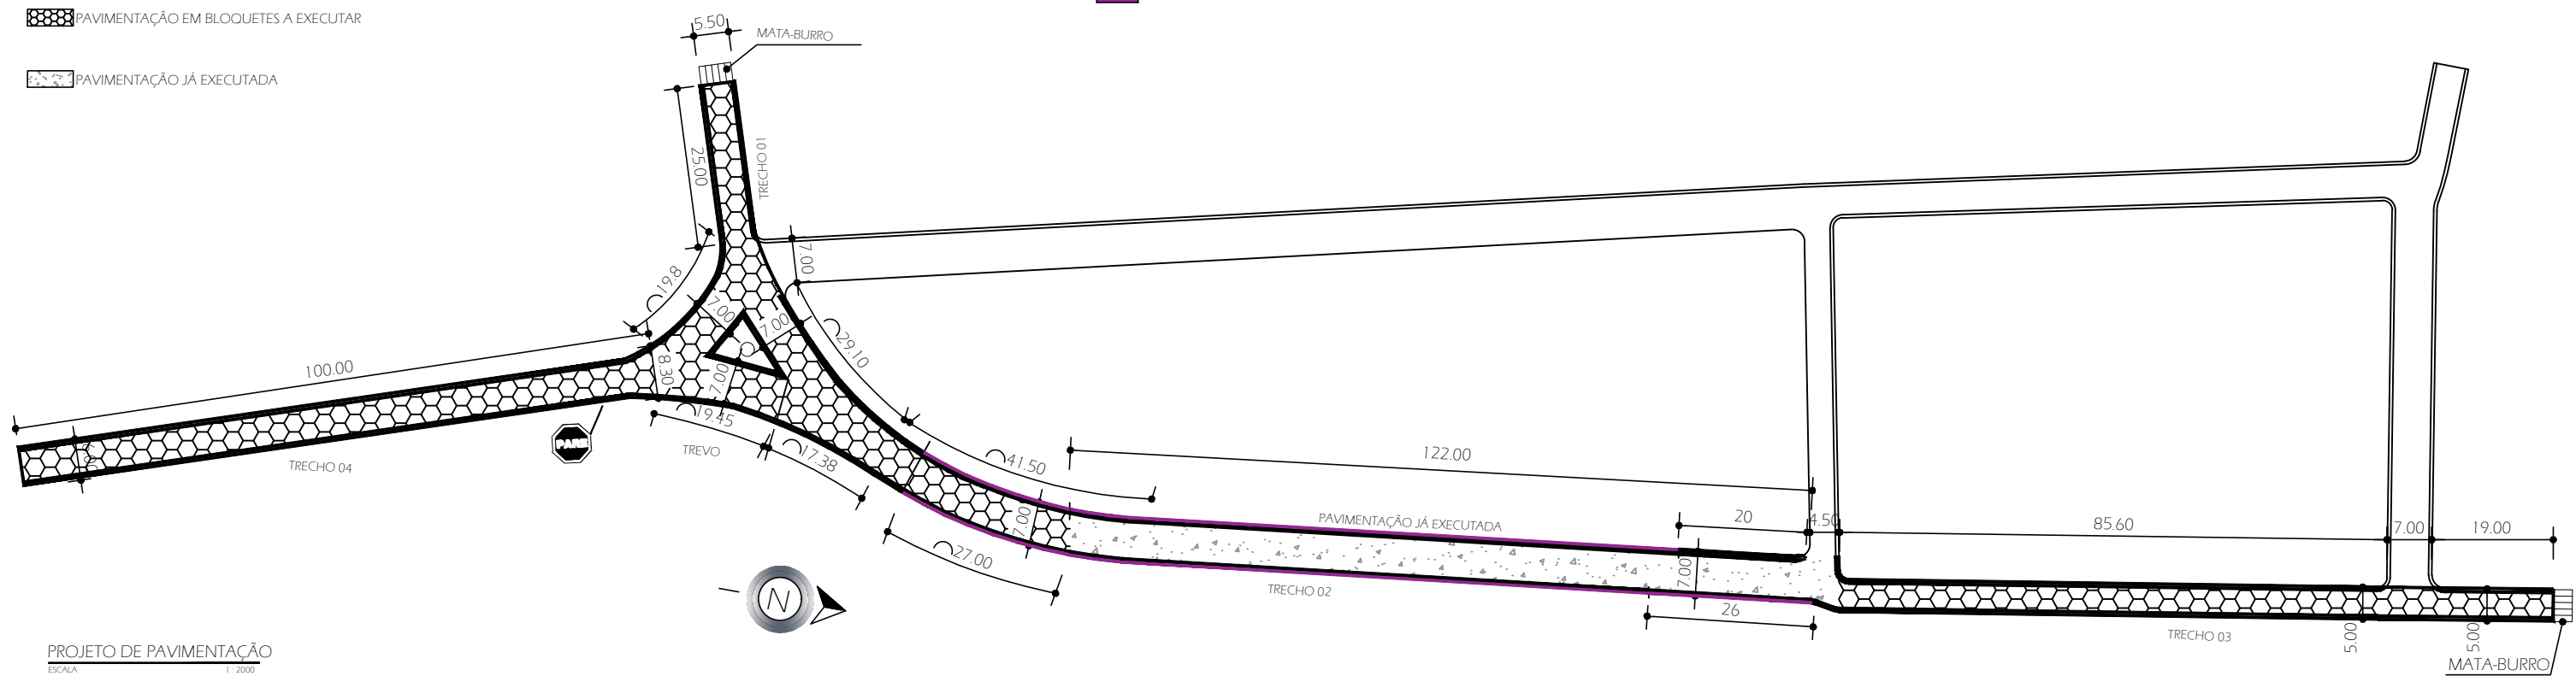 PAVIMENTAÇÃO EM BLOQUETES A EXECUTAR
5.50
MATA-BURRO
PAVIMENTAÇÃO JÁ EXECUTADA
25.00
TRECHO 01
7.00
19.8
7.00
7.00
29.10
100.00
8.30
7.00
19.45
PARE
TREVO
17.38
TRECHO 04
41.50
122.00
7.00
27.00
PAVIMENTAÇÃO JÁ EXECUTADA
20
4.50
85.60
7.00
19.00
7.00
TRECHO 02
26
N
TRECHO 03
5.00
5.00
MATA-BURRO
PROJETO DE PAVIMENTAÇÃO
ESCALA 1 : 2000